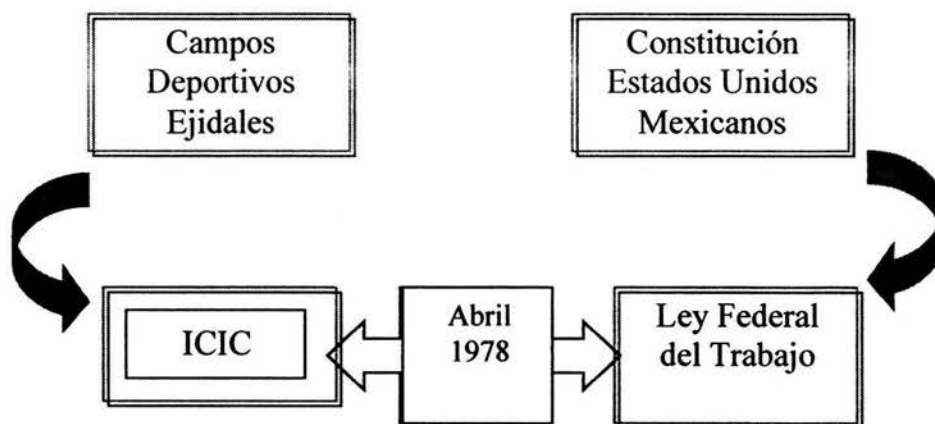 Campos
Deportivos
Ejidales
Constitución
Estados Unidos
Mexicanos
ICIC
Abril
1978
Ley Federal
del Trabajo